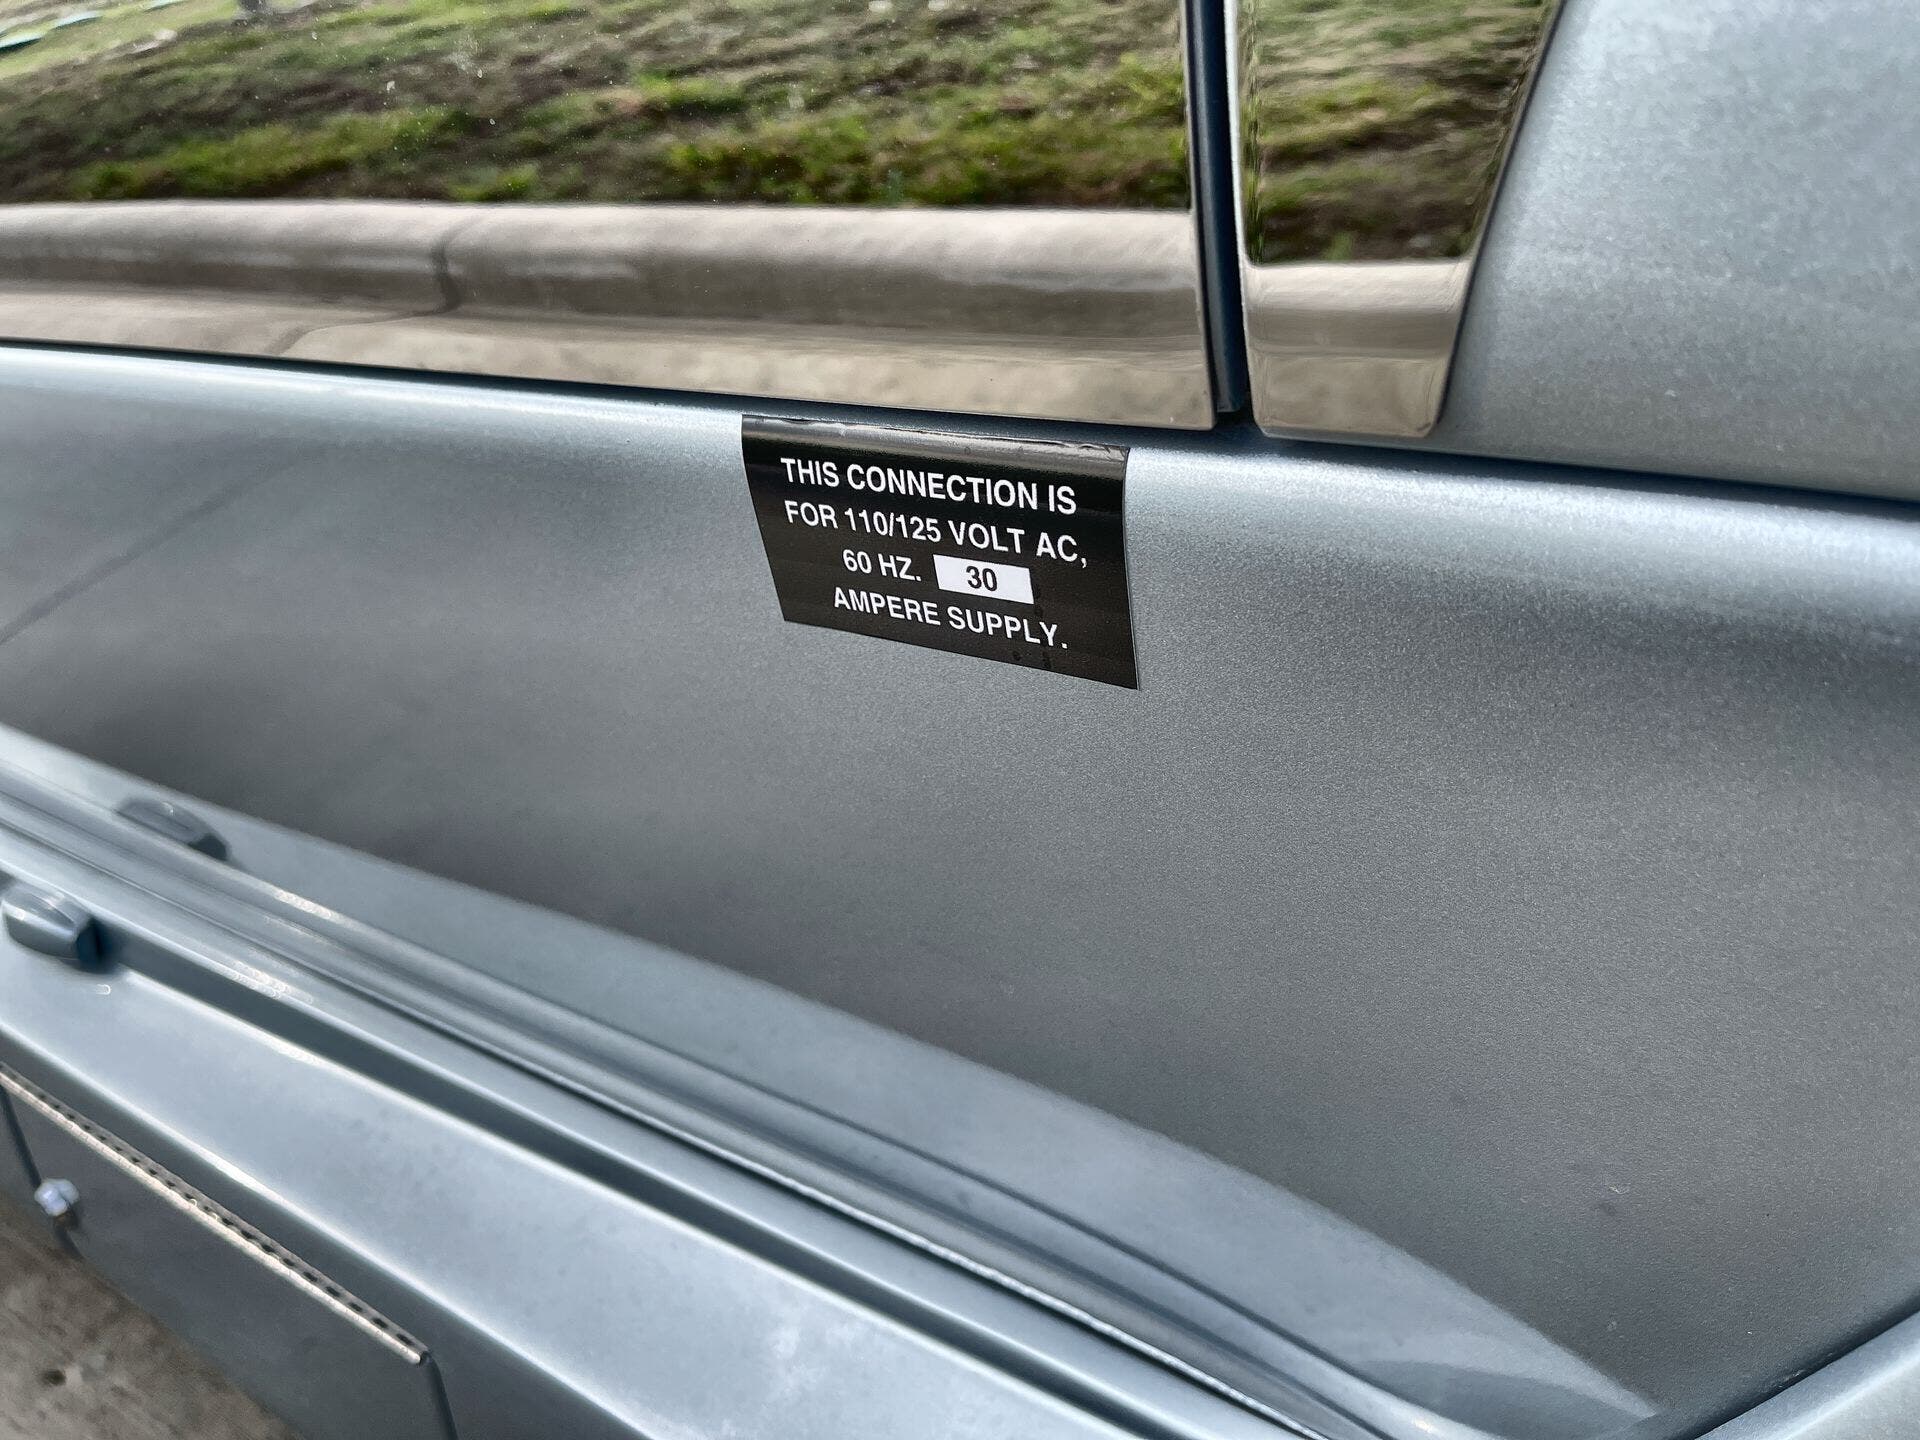 THIS CONNECTION IS
FOR 110/125 VOLT AC,
60 HZ. 30
AMPERE SUPPLY.